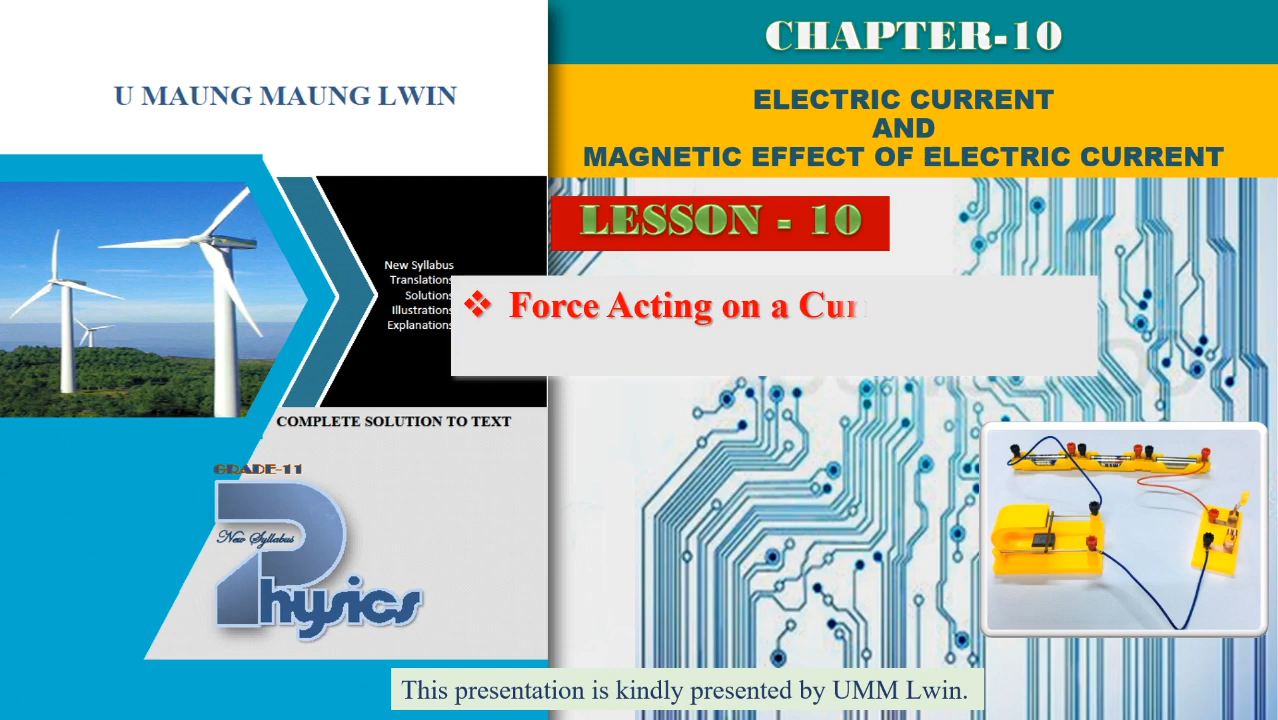 U MAUNG MAUNG LWIN
New Syllabus
Translations
Solutions
Illustrations
Explanations
COMPLETE SOLUTION TO TEXT
GRADE-11
New Syllabus
Physics
CHAPTER-10
ELECTRIC CURRENT
AND
MAGNETIC EFFECT OF ELECTRIC CURRENT
LESSON - 10
❖ Force Acting on a Cur
This presentation is kindly presented by UMM Lwin.